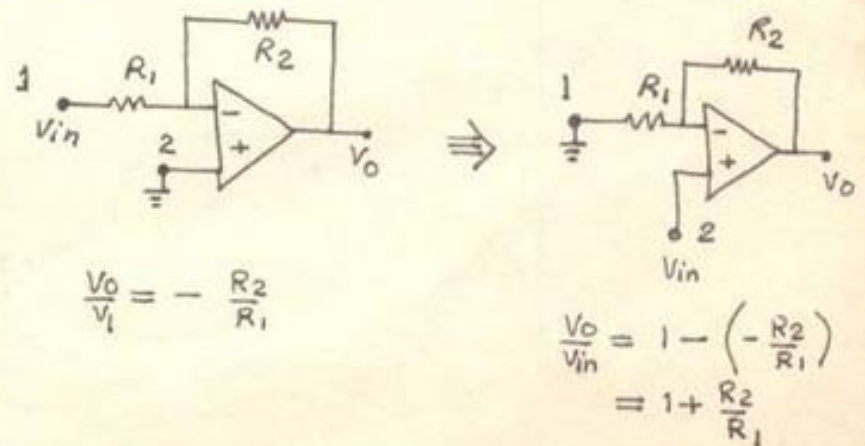 R2
R1
1
Vin
-
+
2
Vo
⇛
R2
R1
1
-
+
Vo
2
Vin
Vo/V1 = - R2/R1
Vo/Vin = 1 - (- R2/R1)
= 1 + R2/R1